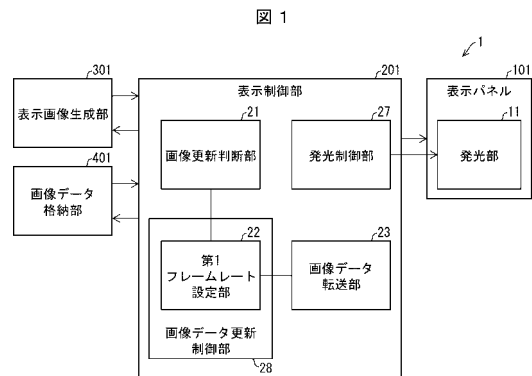 図 1
1
301
表示画像生成部
401
画像データ
格納部
201
表示制御部
21
画像更新判断部
27
発光制御部
22
第1
フレームレート
設定部
画像データ更新
制御部
28
23
画像データ
転送部
101
表示パネル
11
発光部